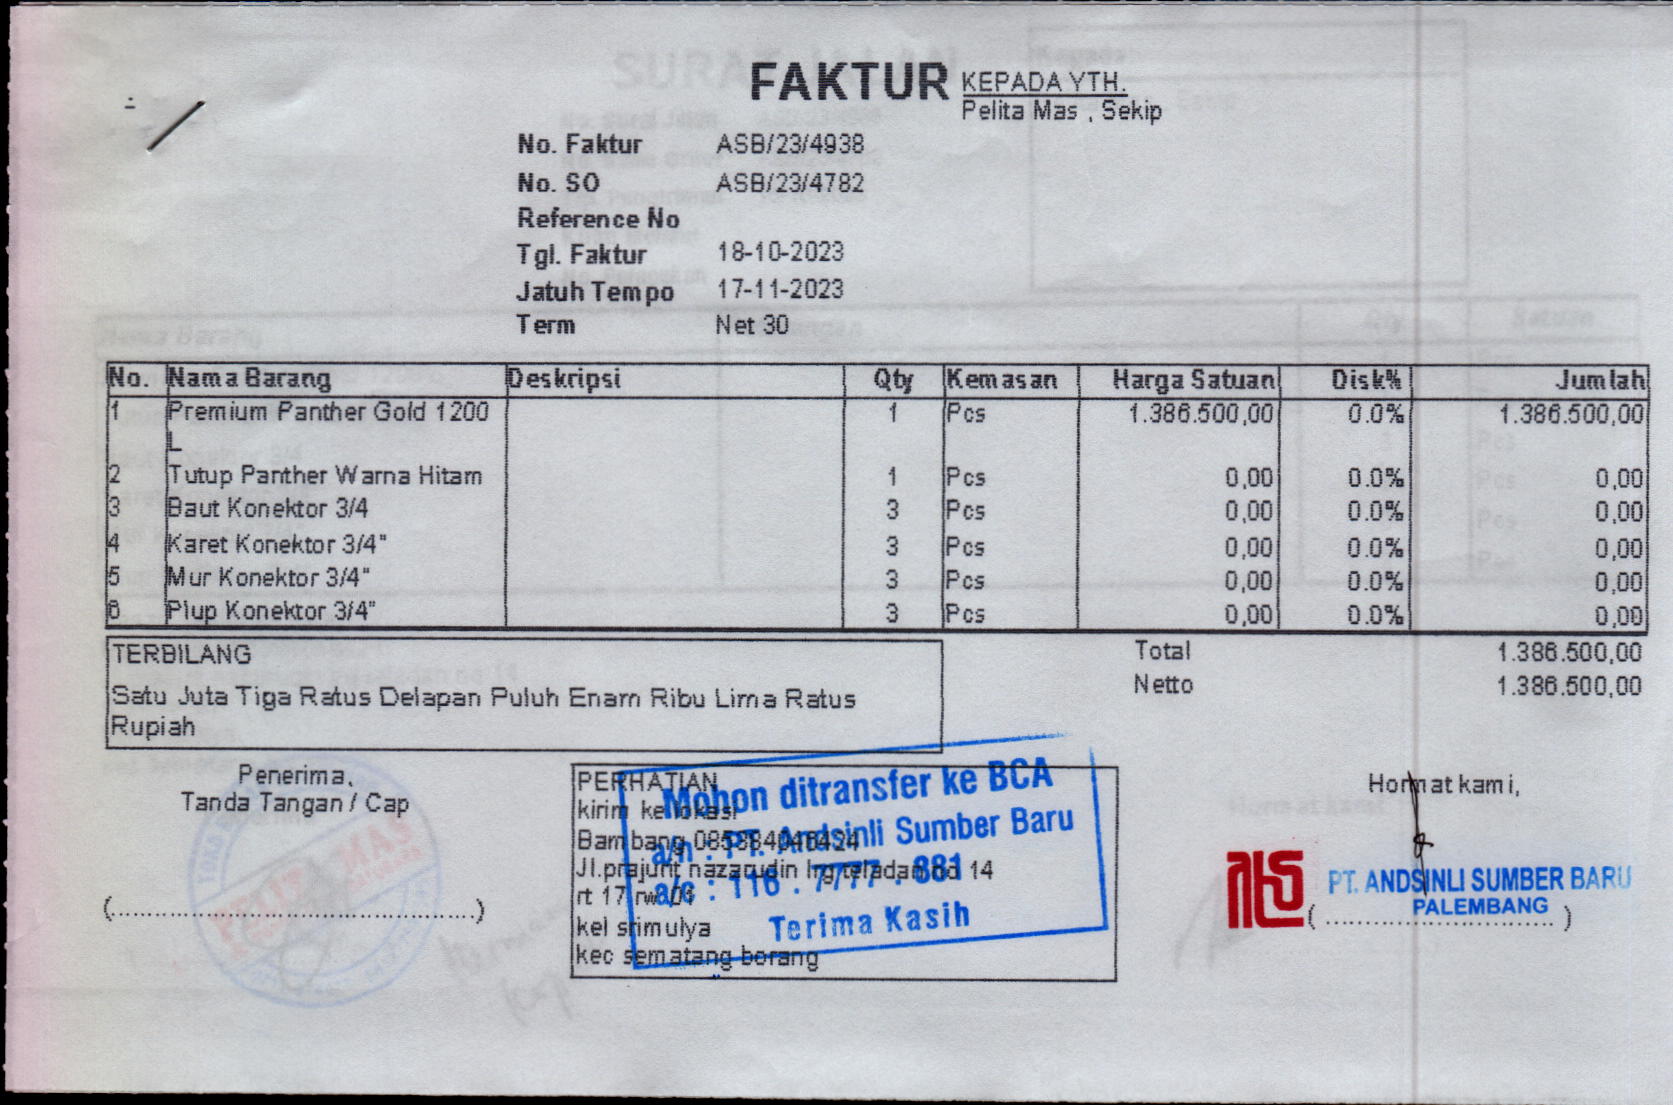 FAKTUR
KEPADA YTH.
Pelita Mas , Sekip
No. Faktur ASB/23/4938
No. SO ASB/23/4782
Reference No
Tgl. Faktur 18-10-2023
Jatuh Tempo 17-11-2023
Term Net 30
No. Nama Barang Deskripsi Qty Kemasan Harga Satuan Disk% Jumlah
1 Premium Panther Gold 1200 1 Pcs 1.386.500,00 0.0% 1.386.500,00
L
2 Tutup Panther Warna Hitam 1 Pcs 0,00 0.0% 0,00
3 Baut Konektor 3/4 3 Pcs 0,00 0.0% 0,00
4 Karet Konektor 3/4" 3 Pcs 0,00 0.0% 0,00
5 Mur Konektor 3/4" 3 Pcs 0,00 0.0% 0,00
6 Plup Konektor 3/4" 3 Pcs 0,00 0.0% 0,00
Total 1.386.500,00
Netto 1.386.500,00
TERBILANG
Satu Juta Tiga Ratus Delapan Puluh Enam Ribu Lima Ratus
Rupiah
Penerima,
Tanda Tangan / Cap
(................................................)
PERHATIAN
kirim ke lokasi
Bambang
Jl.prajurit nazarudin lrg teladan no 14
rt 17 rw 01
kel srimulya
kec sematang borang
Mohon ditransfer ke BCA
a/n : PT. Andsinli Sumber Baru
a/c : 116 . 7777 . 881
Terima Kasih
Hormat kami,
PT. ANDSINLI SUMBER BARU
PALEMBANG
(..............................)